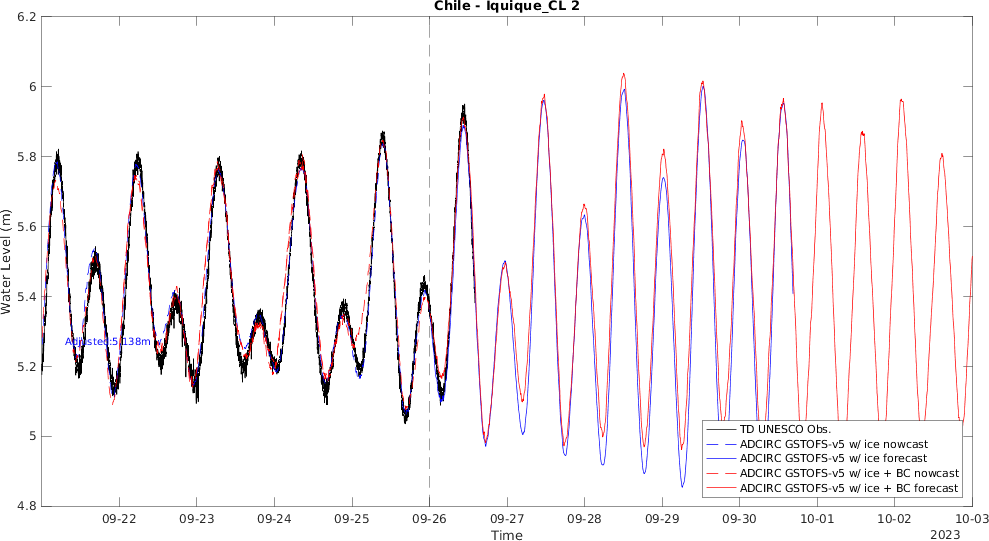 Chile - Iquique_CL 2
6.2
6
5.8
5.6
5.4
5.2
5
4.8
Water Level (m)
Adjusted:5.138m
TD UNESCO Obs.
ADCIRC GSTOFS-v5 w/ ice nowcast
ADCIRC GSTOFS-v5 w/ ice forecast
ADCIRC GSTOFS-v5 w/ ice + BC nowcast
ADCIRC GSTOFS-v5 w/ ice + BC forecast
09-22 09-23 09-24 09-25 09-26 09-27 09-28 09-29 09-30 10-01 10-02 10-03
Time
2023